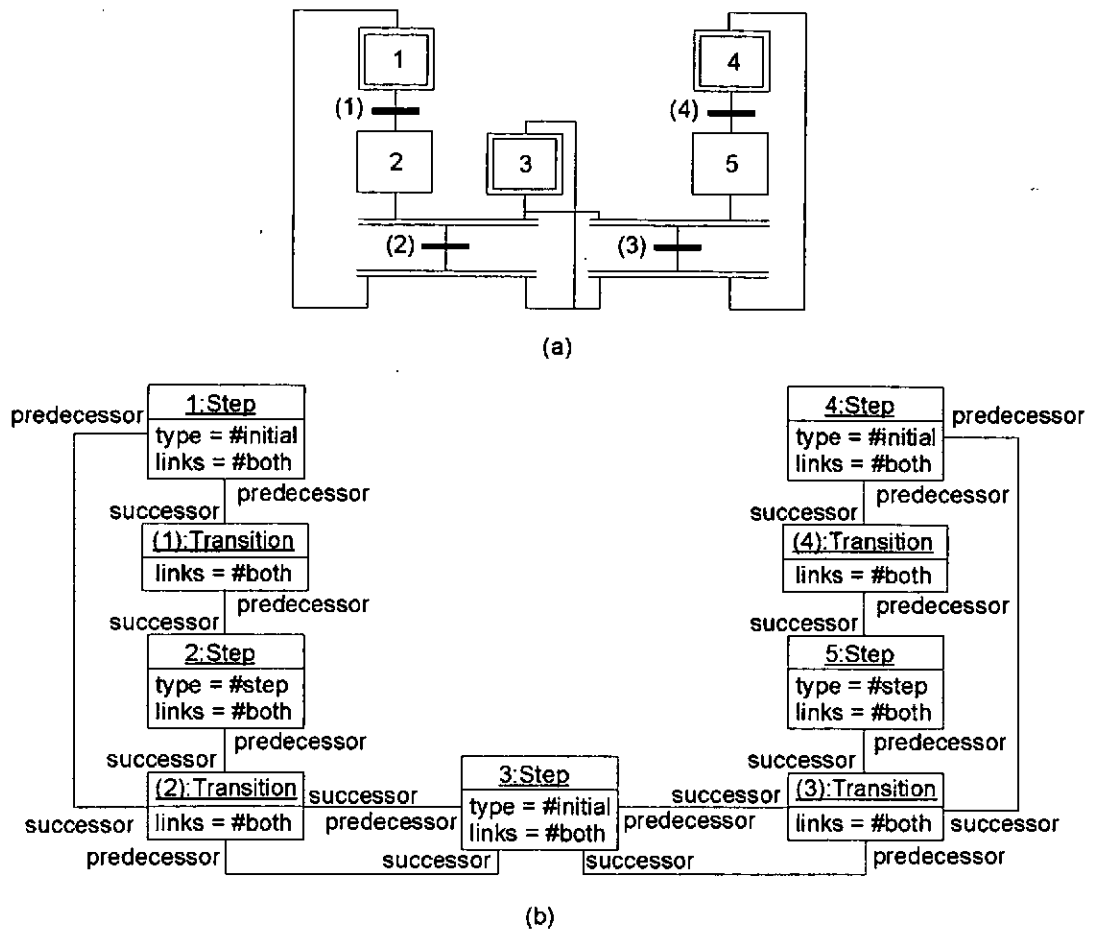 1
4
(1)
(4)
2
3
5
(2)
(3)
(a)
1:Step
4:Step
predecessor
predecessor
type = #initial
type = #initial
links = #both
links = #both
predecessor
predecessor
successor
successor
(1):Transition
(4):Transition
links = #both
links = #both
predecessor
predecessor
successor
successor
2:Step
5:Step
type = #step
type = #step
links = #both
links = #both
predecessor
predecessor
successor
successor
(2):Transition
3:Step
(3):Transition
successor
successor
type = #initial
links = #both
links = #both
successor
predecessor
links = #both
predecessor
successor
predecessor
successor
successor
predecessor
(b)